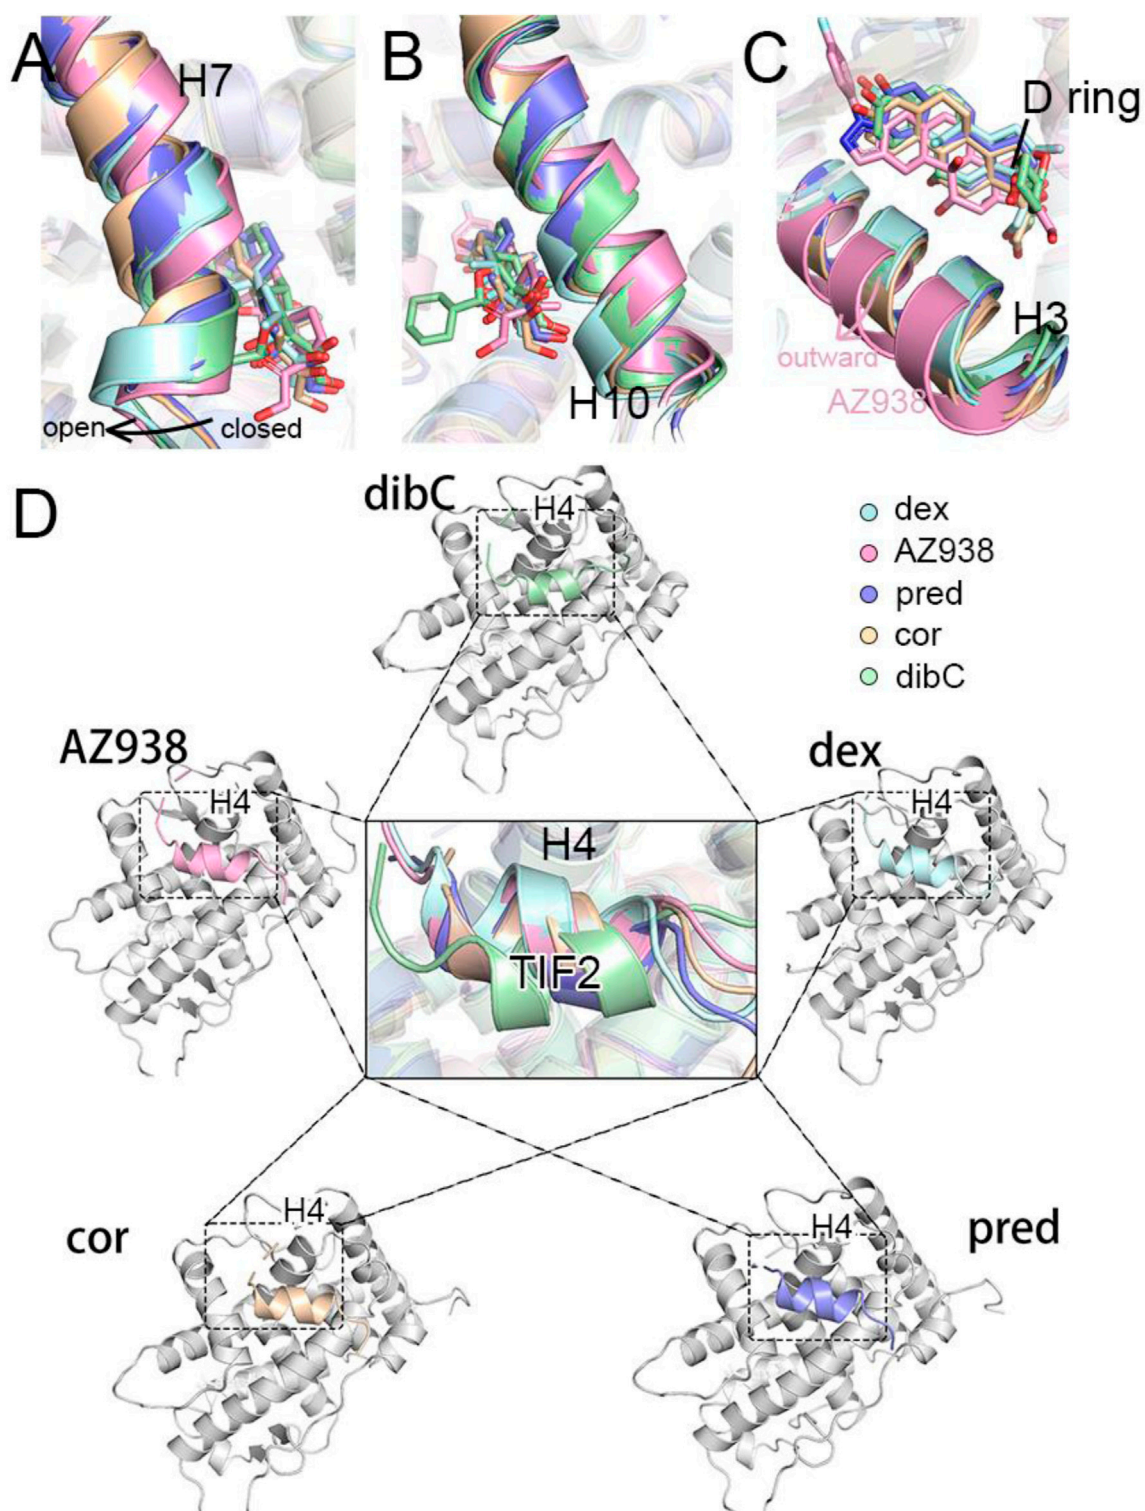 A
H7
open
closed
B
H10
C
D ring
H3
outward
AZ938
D
dibC
H4
dex
AZ938
pred
cor
dibC
AZ938
H4
dex
H4
H4
TIF2
cor
H4
pred
H4